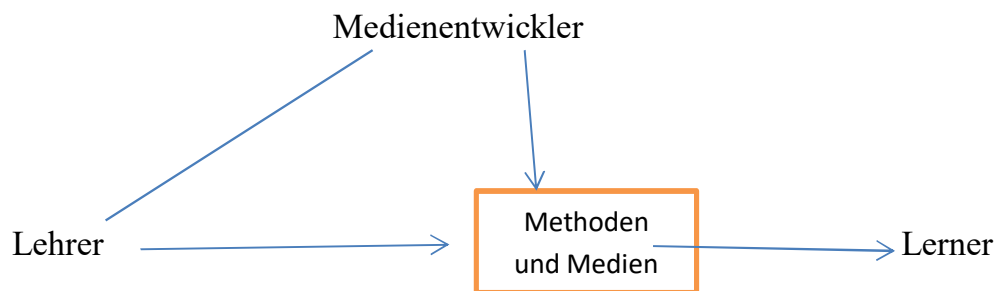 Medienentwickler
Lehrer
Methoden
und Medien
Lerner